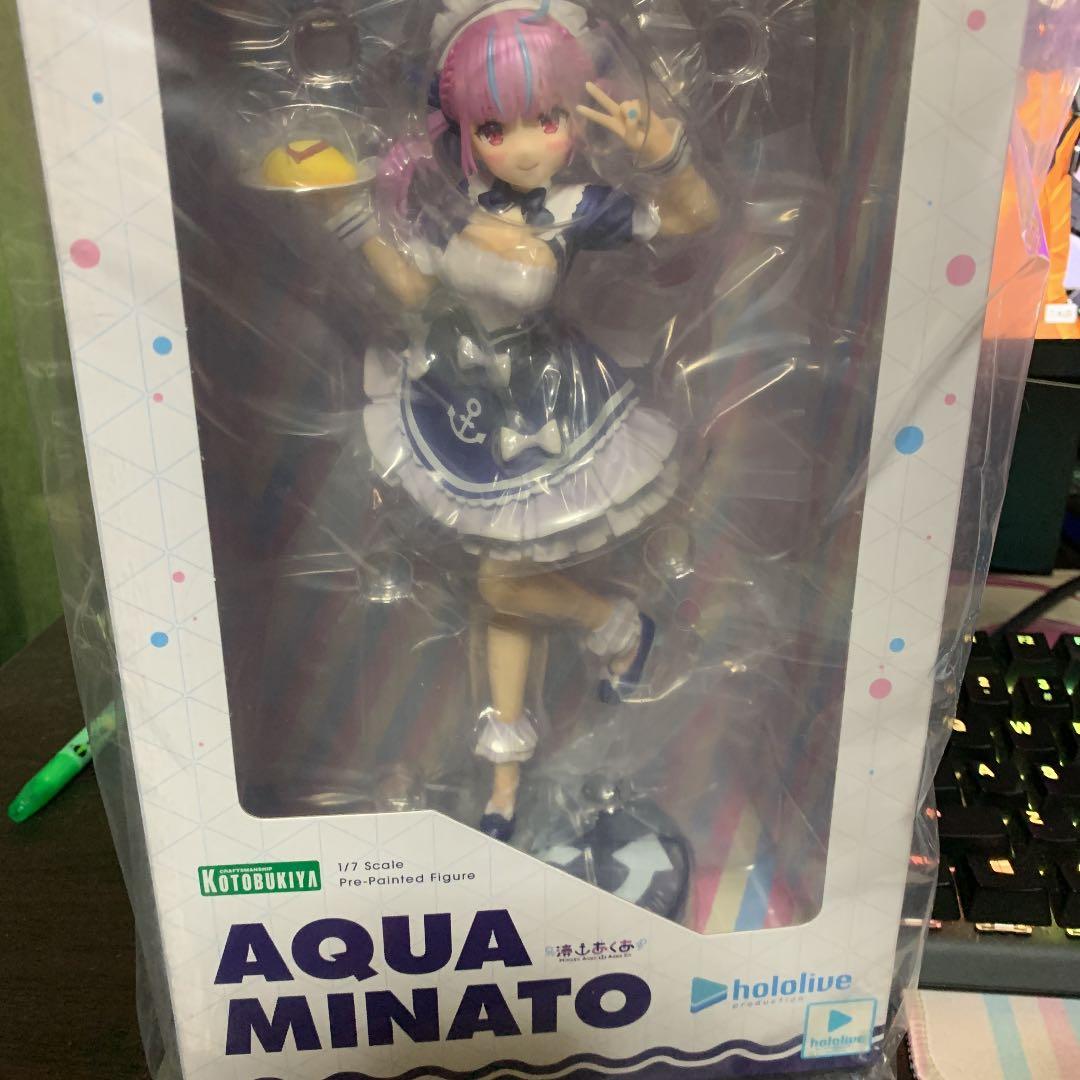 CRAFTSMANSHIP
KOTOBUKIYA
1/7 Scale
Pre-Painted Figure
AQUA
MINATO
湊あくあ
hololive
production
hololive